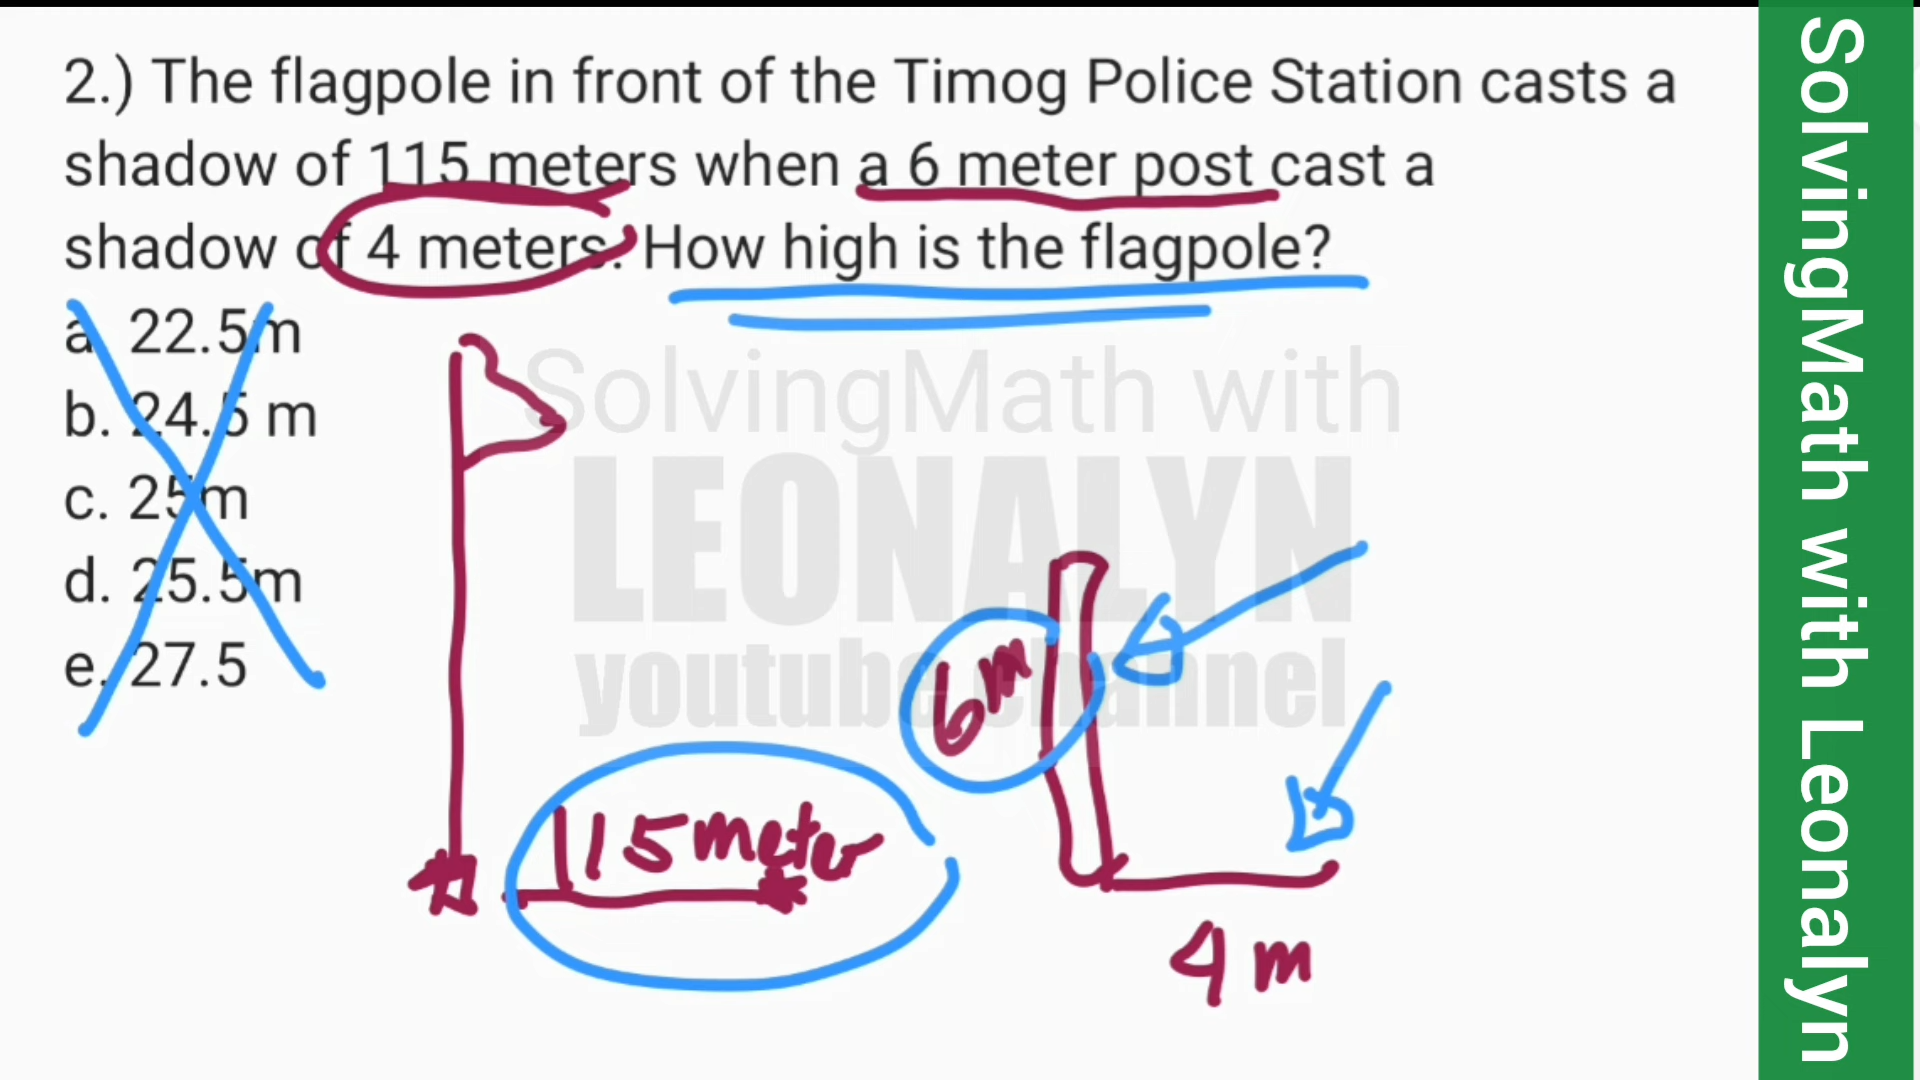 2.) The flagpole in front of the Timog Police Station casts a
shadow of 115 meters when a 6 meter post cast a
shadow of 4 meters. How high is the flagpole?
a. 22.5m
b. 24.5 m
c. 25m
d. 25.5m
e. 27.5
SolvingMath with
LEONALYN
youtube channel
6m
115 meter
4 m
SolvingMath with Leonalyn